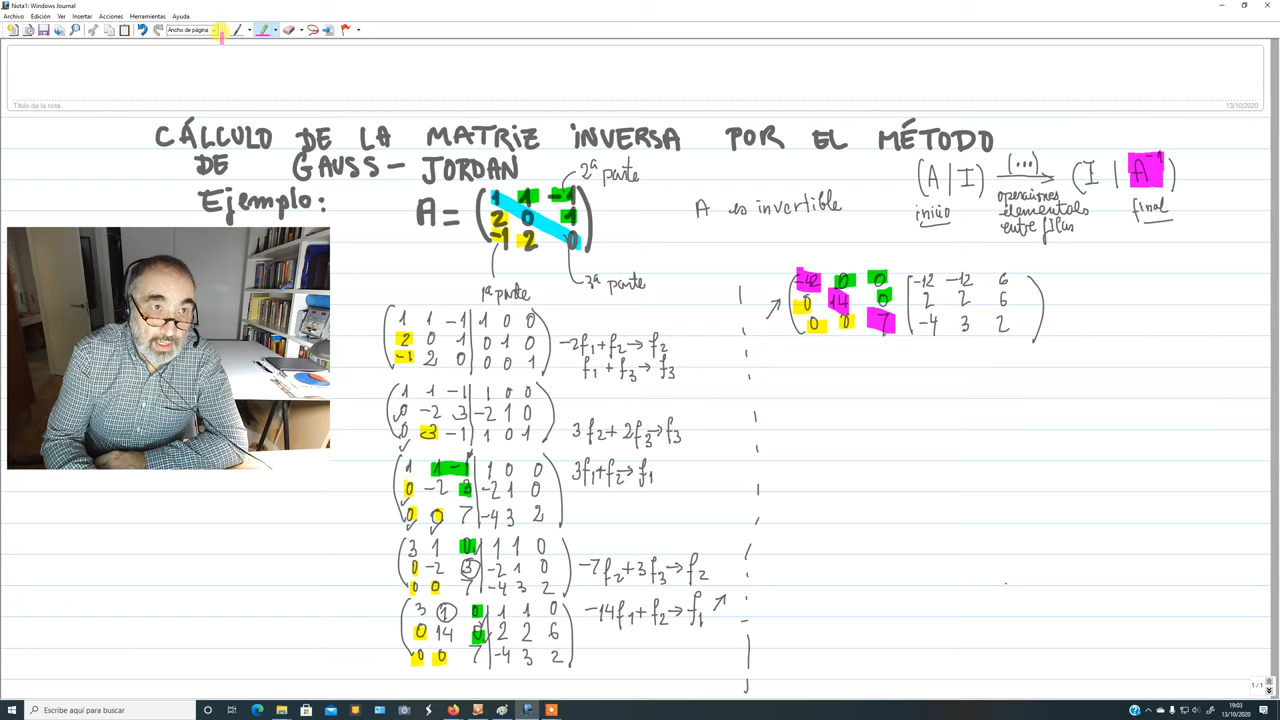 Nota1: Windows Journal
Archivo Edición Ver Insertar Acciones Herramientas Ayuda
Ancho de página
Título de la nota
13/10/2020
CÁLCULO DE LA MATRIZ INVERSA POR EL MÉTODO
DE GAUSS-JORDAN
Ejemplo:
2ª parte
A = ( 1 1 -1
2 0 1
-1 2 0 )
1ª parte
3ª parte
A es invertible
(A | I) (...) → (I | A⁻¹)
inicio
operaciones
elementales
entre filas
final
( 1 1 -1 | 1 0 0
2 0 1 | 0 1 0
-1 2 0 | 0 0 1 )
-2f₁+f₂→f₂
f₁+f₃→f₃
( 1 1 -1 | 1 0 0
0 -2 3 | -2 1 0
0 3 -1 | 1 0 1 )
3f₂+2f₃→f₃
( 1 1 -1 | 1 0 0
0 -2 3 | -2 1 0
0 0 7 | -4 3 2 )
3f₁+f₂→f₁
( 3 1 0 | 1 1 0
0 -2 3 | -2 1 0
0 0 7 | -4 3 2 )
-7f₂+3f₃→f₂
( 3 1 0 | 1 1 0
0 14 0 | 2 2 6
0 0 7 | -4 3 2 )
-14f₁+f₂→f₁
( -42 0 0 | -12 -12 6
0 14 0 | 2 2 6
0 0 7 | -4 3 2 )
1 / 1
Escribe aquí para buscar
19:03
13/10/2020